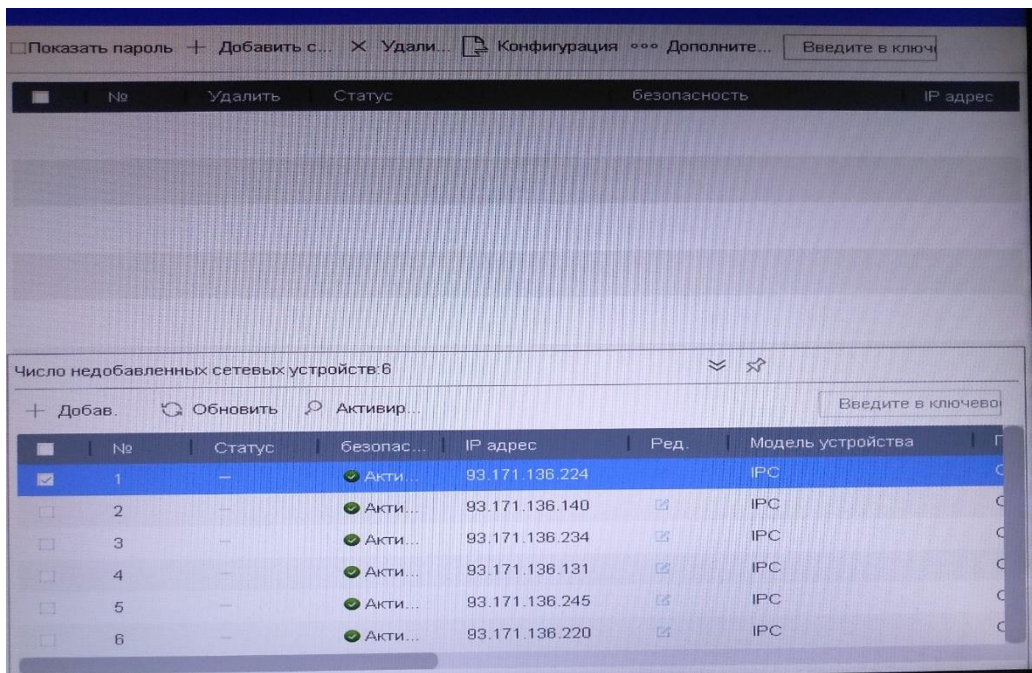 Показать пароль + Добавить с... × Удали... Конфигурация ооо Дополните... Введите в ключ
№ Удалить Статус безопасность IP адрес
Число недобавленных сетевых устройств:6
+ Добав. Обновить Активир... Введите в ключево
№ Статус безопас... IP адрес Ред. Модель устройства
1 — Акти... 93.171.136.224 IPC
2 — Акти... 93.171.136.140 IPC
3 — Акти... 93.171.136.234 IPC
4 — Акти... 93.171.136.131 IPC
5 — Акти... 93.171.136.245 IPC
6 — Акти... 93.171.136.220 IPC